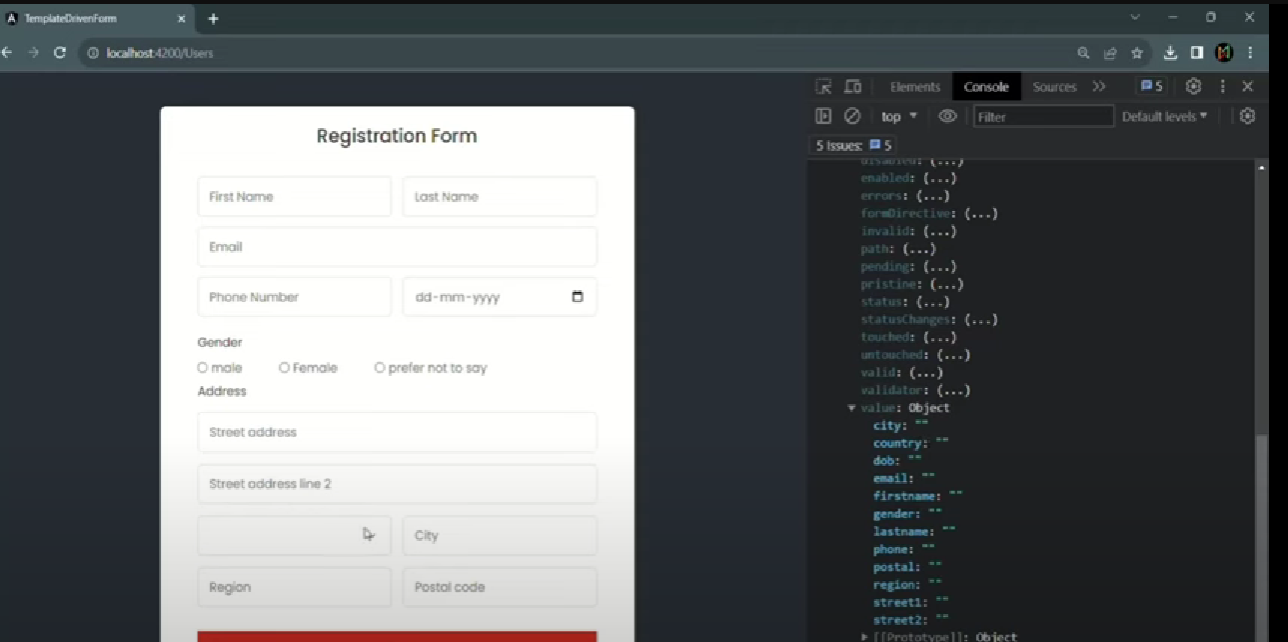 TemplateDrivenForm
localhost:4200/Users
Registration Form
First Name
Last Name
Email
Phone Number
dd-mm-yyyy
Gender
male
Female
prefer not to say
Address
Street address
Street address line 2
City
Region
Postal code
Elements
Console
Sources
5
top
Filter
Default levels
5 Issues:
5
disabled: (...)
enabled: (...)
errors: (...)
formDirective: (...)
invalid: (...)
path: (...)
pending: (...)
pristine: (...)
status: (...)
statusChanges: (...)
touched: (...)
untouched: (...)
valid: (...)
validator: (...)
value: Object
city: ""
country: ""
dob: ""
email: ""
firstname: ""
gender: ""
lastname: ""
phone: ""
postal: ""
region: ""
street1: ""
street2: ""
[[Prototype]]: Object